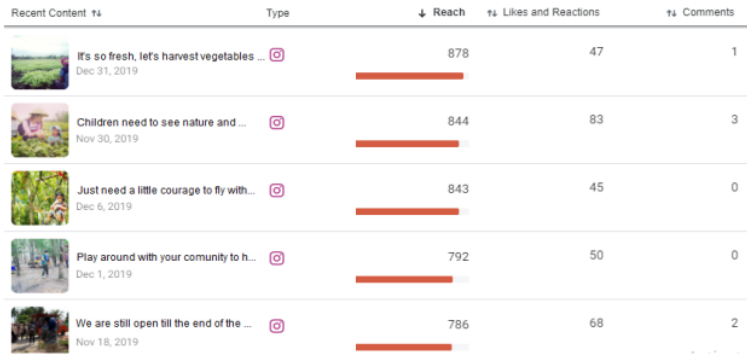 Recent Content Type Reach Likes and Reactions Comments
It's so fresh, let's harvest vegetables ... 878 47 1
Dec 31, 2019
Children need to see nature and ... 844 83 3
Nov 30, 2019
Just need a little courage to fly with... 843 45 0
Dec 6, 2019
Play around with your comunity to h... 792 50 0
Dec 1, 2019
We are still open till the end of the ... 786 68 2
Nov 18, 2019